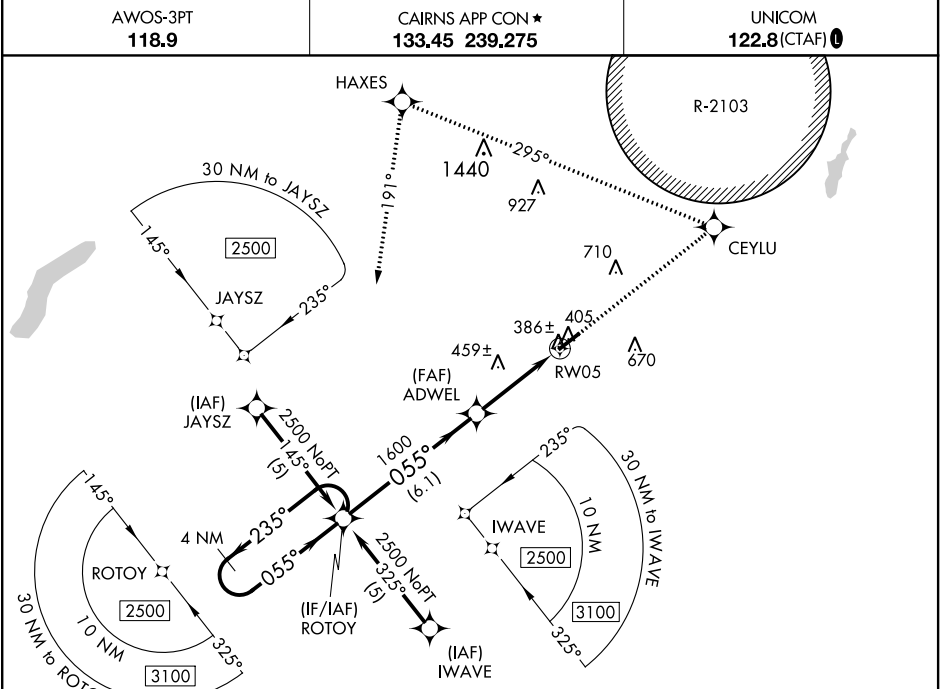 AWOS-3PT
118.9
CAIRNS APP CON ★
133.45 239.275
UNICOM
122.8 (CTAF) L
HAXES
R-2103
295°
1440
191°
927
CEYLU
30 NM to JAYSZ
145°
2500
235°
JAYSZ
710
386±
405
459±
670
RW05
(FAF)
ADWEL
(IAF)
JAYSZ
2500 NoPT
145°
(5)
1600
055°
(6.1)
235°
30 NM to IWAVE
10 NM
IWAVE
2500
3100
325°
145°
4 NM
235°
055°
ROTOY
2500
10 NM
3100
325°
(IF/IAF)
ROTOY
2500 NoPT
325°
(5)
(IAF)
IWAVE
30 NM to